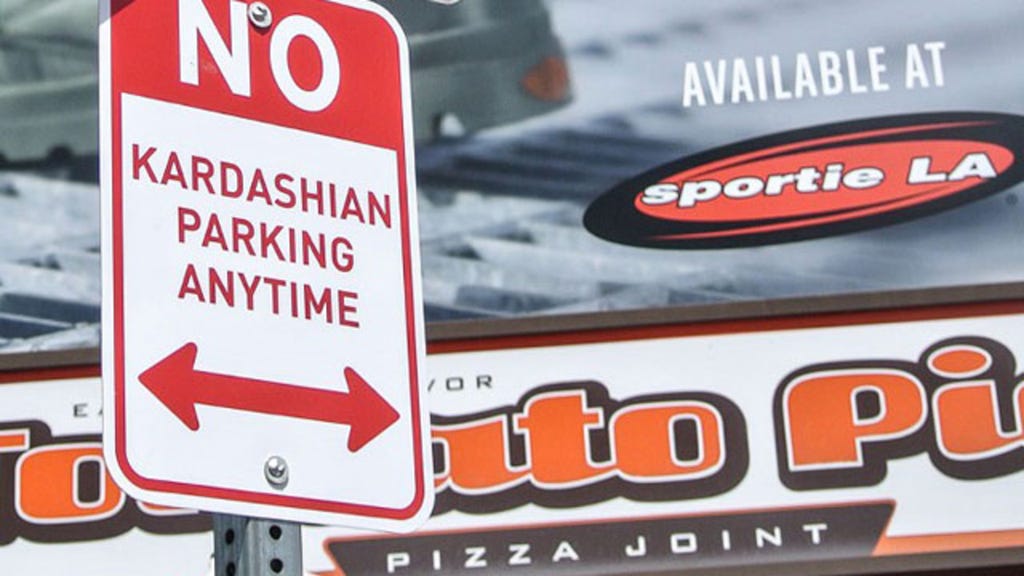 NO
KARDASHIAN
PARKING
ANYTIME
AVAILABLE AT
sportie LA
PIZZA JOINT